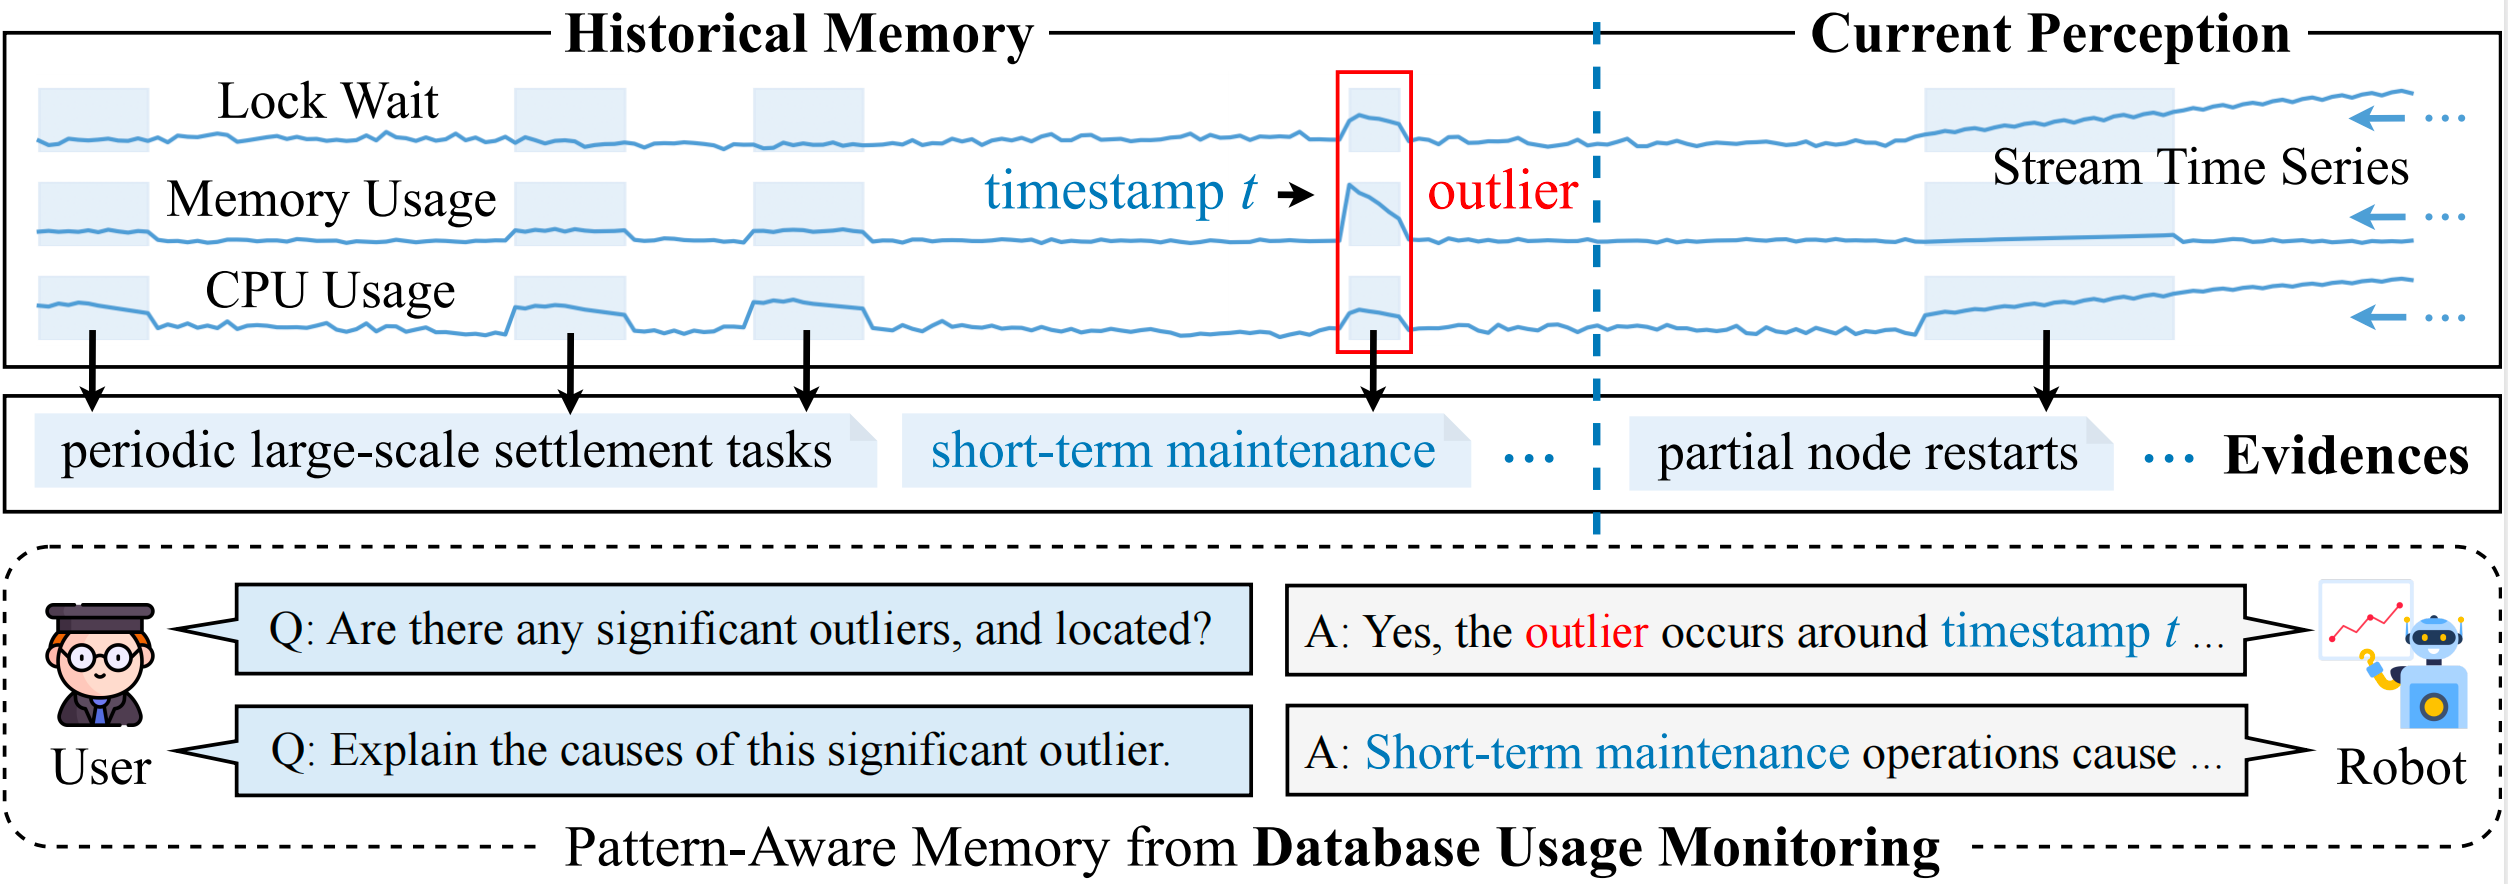 Historical Memory
Current Perception
Lock Wait
Memory Usage
timestamp t
outlier
Stream Time Series
CPU Usage
periodic large-scale settlement tasks
short-term maintenance
...
partial node restarts
...
Evidences
Q: Are there any significant outliers, and located?
A: Yes, the outlier occurs around timestamp t ...
Q: Explain the causes of this significant outlier.
A: Short-term maintenance operations cause ...
User
Robot
Pattern-Aware Memory from Database Usage Monitoring